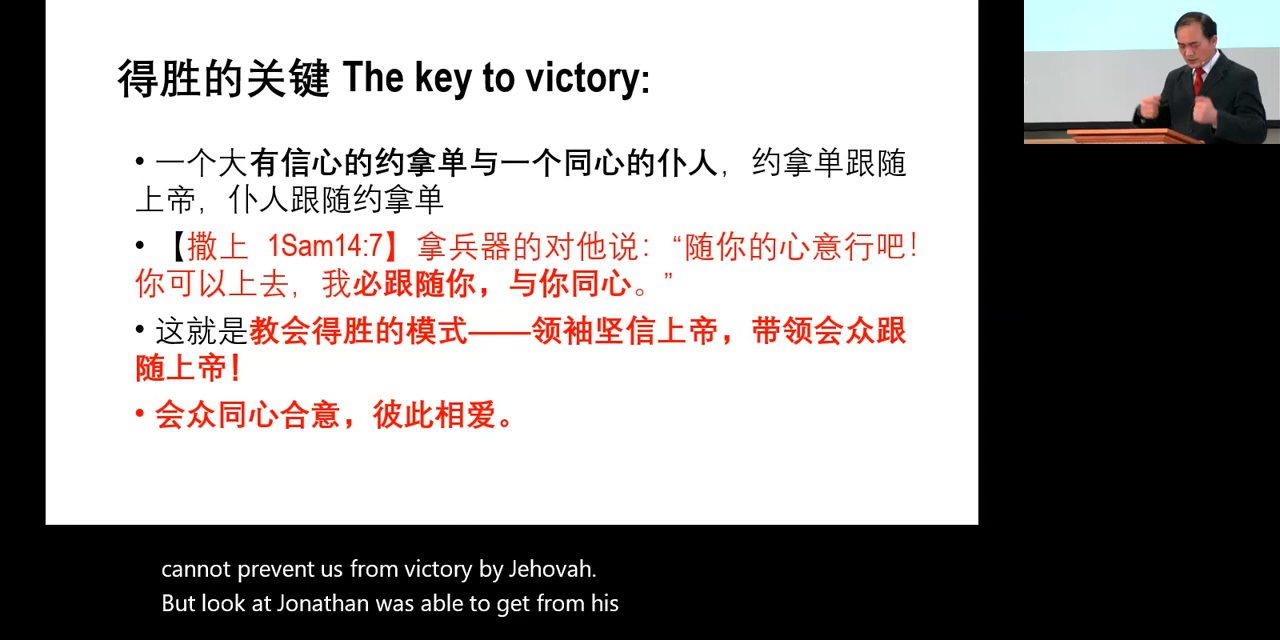 得胜的关键 The key to victory:
• 一个大有信心的约拿单与一个同心的仆人，约拿单跟随
上帝，仆人跟随约拿单
• 【撒上 1Sam14:7】拿兵器的对他说：“随你的心意行吧！
你可以上去，我必跟随你，与你同心。”
• 这就是教会得胜的模式——领袖坚信上帝，带领会众跟
随上帝！
• 会众同心合意，彼此相爱。
cannot prevent us from victory by Jehovah.
But look at Jonathan was able to get from his